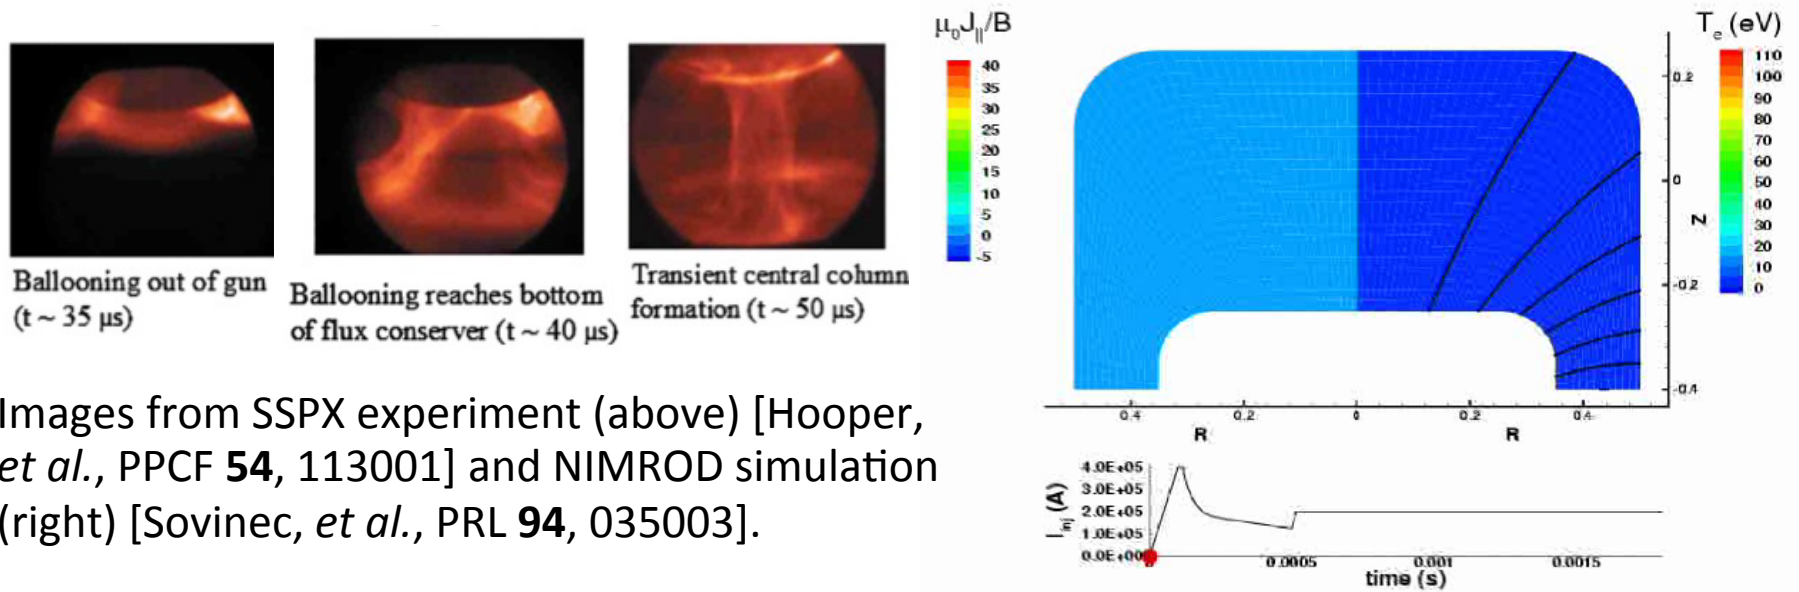 Ballooning out of gun
(t ~ 35 µs)
Ballooning reaches bottom
of flux conserver (t ~ 40 µs)
Transient central column
formation (t ~ 50 µs)
Images from SSPX experiment (above) [Hooper,
et al., PPCF 54, 113001] and NIMROD simulation
(right) [Sovinec, et al., PRL 94, 035003].
μ₀J||/B
40
35
30
25
20
15
10
5
0
-5
Tₑ (eV)
110
100
90
80
70
60
50
40
30
20
10
0
0.2
0
-0.2
-0.4
Z
0.4 0.2 0 0.2 0.4
R R
4.0E+05
3.0E+05
2.0E+05
1.0E+05
0.0E+00
I inj (A)
0.0005 0.001 0.0015
time (s)